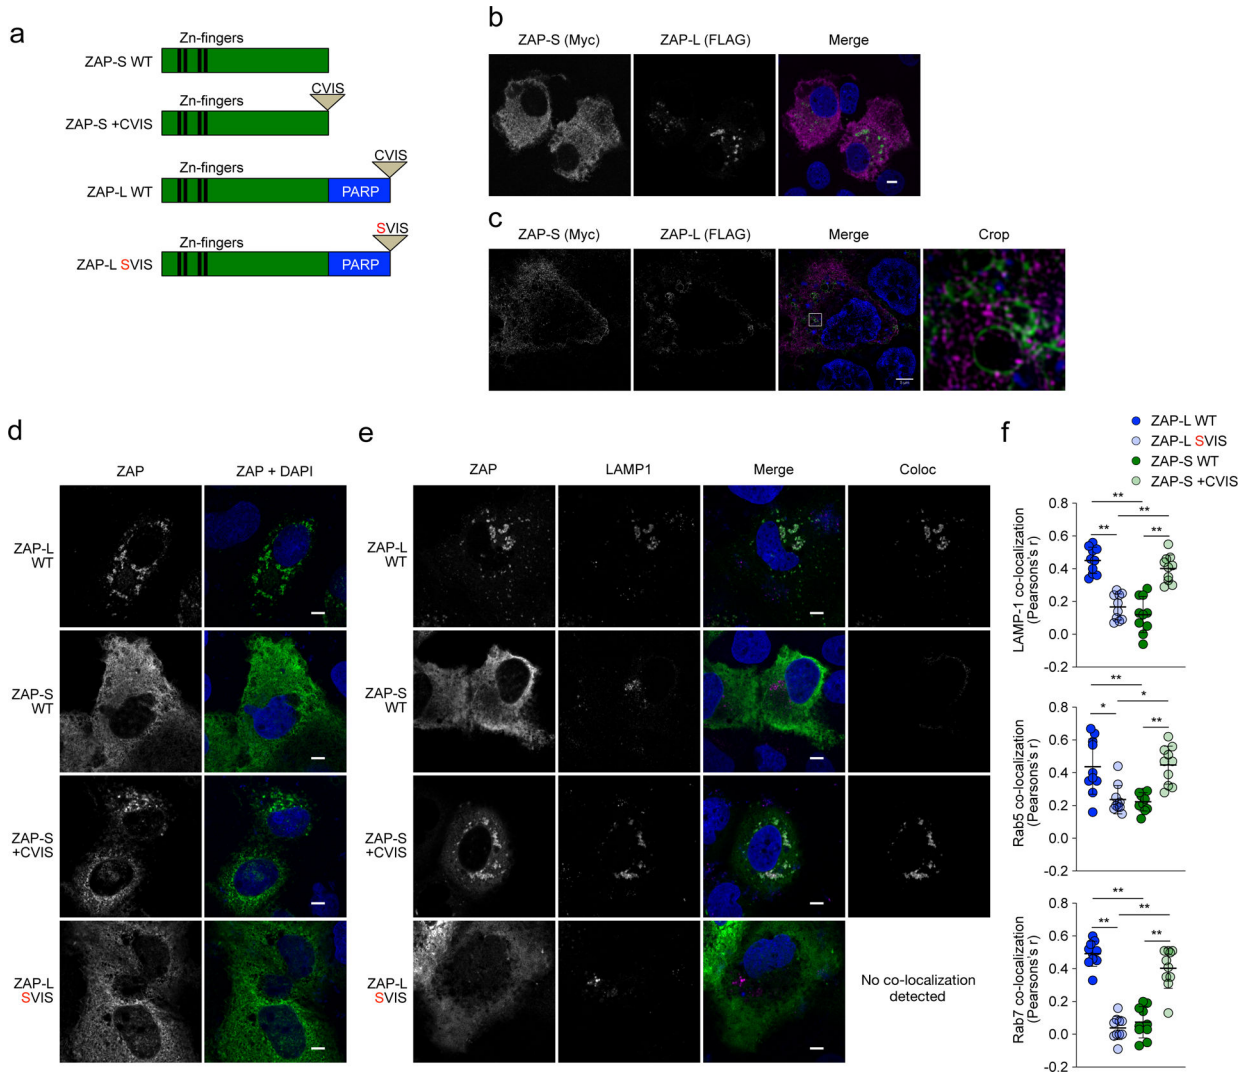 a
Zn-fingers
ZAP-S WT
CVIS
Zn-fingers
ZAP-S +CVIS
CVIS
Zn-fingers
ZAP-L WT
PARP
SVIS
Zn-fingers
ZAP-L SVIS
PARP
b
ZAP-S (Myc) ZAP-L (FLAG) Merge
c
ZAP-S (Myc) ZAP-L (FLAG) Merge Crop
d
ZAP ZAP + DAPI
ZAP-L
WT
ZAP-S
WT
ZAP-S
+CVIS
ZAP-L
SVIS
e
ZAP LAMP1 Merge Coloc
ZAP-L
WT
ZAP-S
WT
ZAP-S
+CVIS
ZAP-L
SVIS
No co-localization
detected
f
ZAP-L WT
ZAP-L SVIS
ZAP-S WT
ZAP-S +CVIS
LAMP-1 co-localization
(Pearsons's r)
0.8
0.6
0.4
0.2
0.0
-0.2
**
**
**
**
Rab5 co-localization
(Pearsons's r)
0.8
0.6
0.4
0.2
0.0
-0.2
**
*
*
**
Rab7 co-localization
(Pearsons's r)
0.8
0.6
0.4
0.2
0.0
-0.2
**
**
**
**